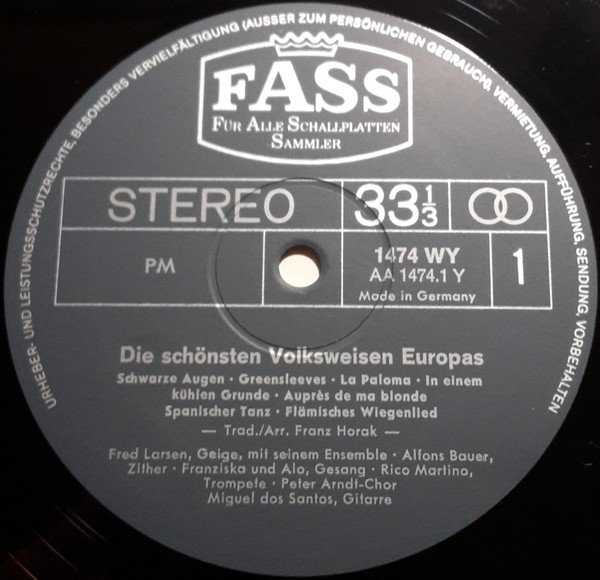 URHEBER- UND LEISTUNGSSCHUTZRECHTE, BESONDERS VERVIELFÄLTIGUNG (AUSSER ZUM PERSÖNLICHEN GEBRAUCH), VERMIETUNG, AUFFÜHRUNG, SENDUNG, VORBEHALTEN
FASS
FÜR ALLE SCHALLPLATTEN
SAMMLER
STEREO 33 1/3
PM
1474 WY
AA 1474.1 Y
Made in Germany
1
Die schönsten Volksweisen Europas
Schwarze Augen · Greensleeves · La Paloma · In einem
kühlen Grunde · Auprès de ma blonde
Spanischer Tanz · Flämisches Wiegenlied
— Trad./Arr. Franz Horak —
Fred Larsen, Geige, mit seinem Ensemble · Alfons Bauer,
Zither · Franziska und Alo, Gesang · Rico Martino,
Trompete · Peter Arndt-Chor
Miguel dos Santos, Gitarre